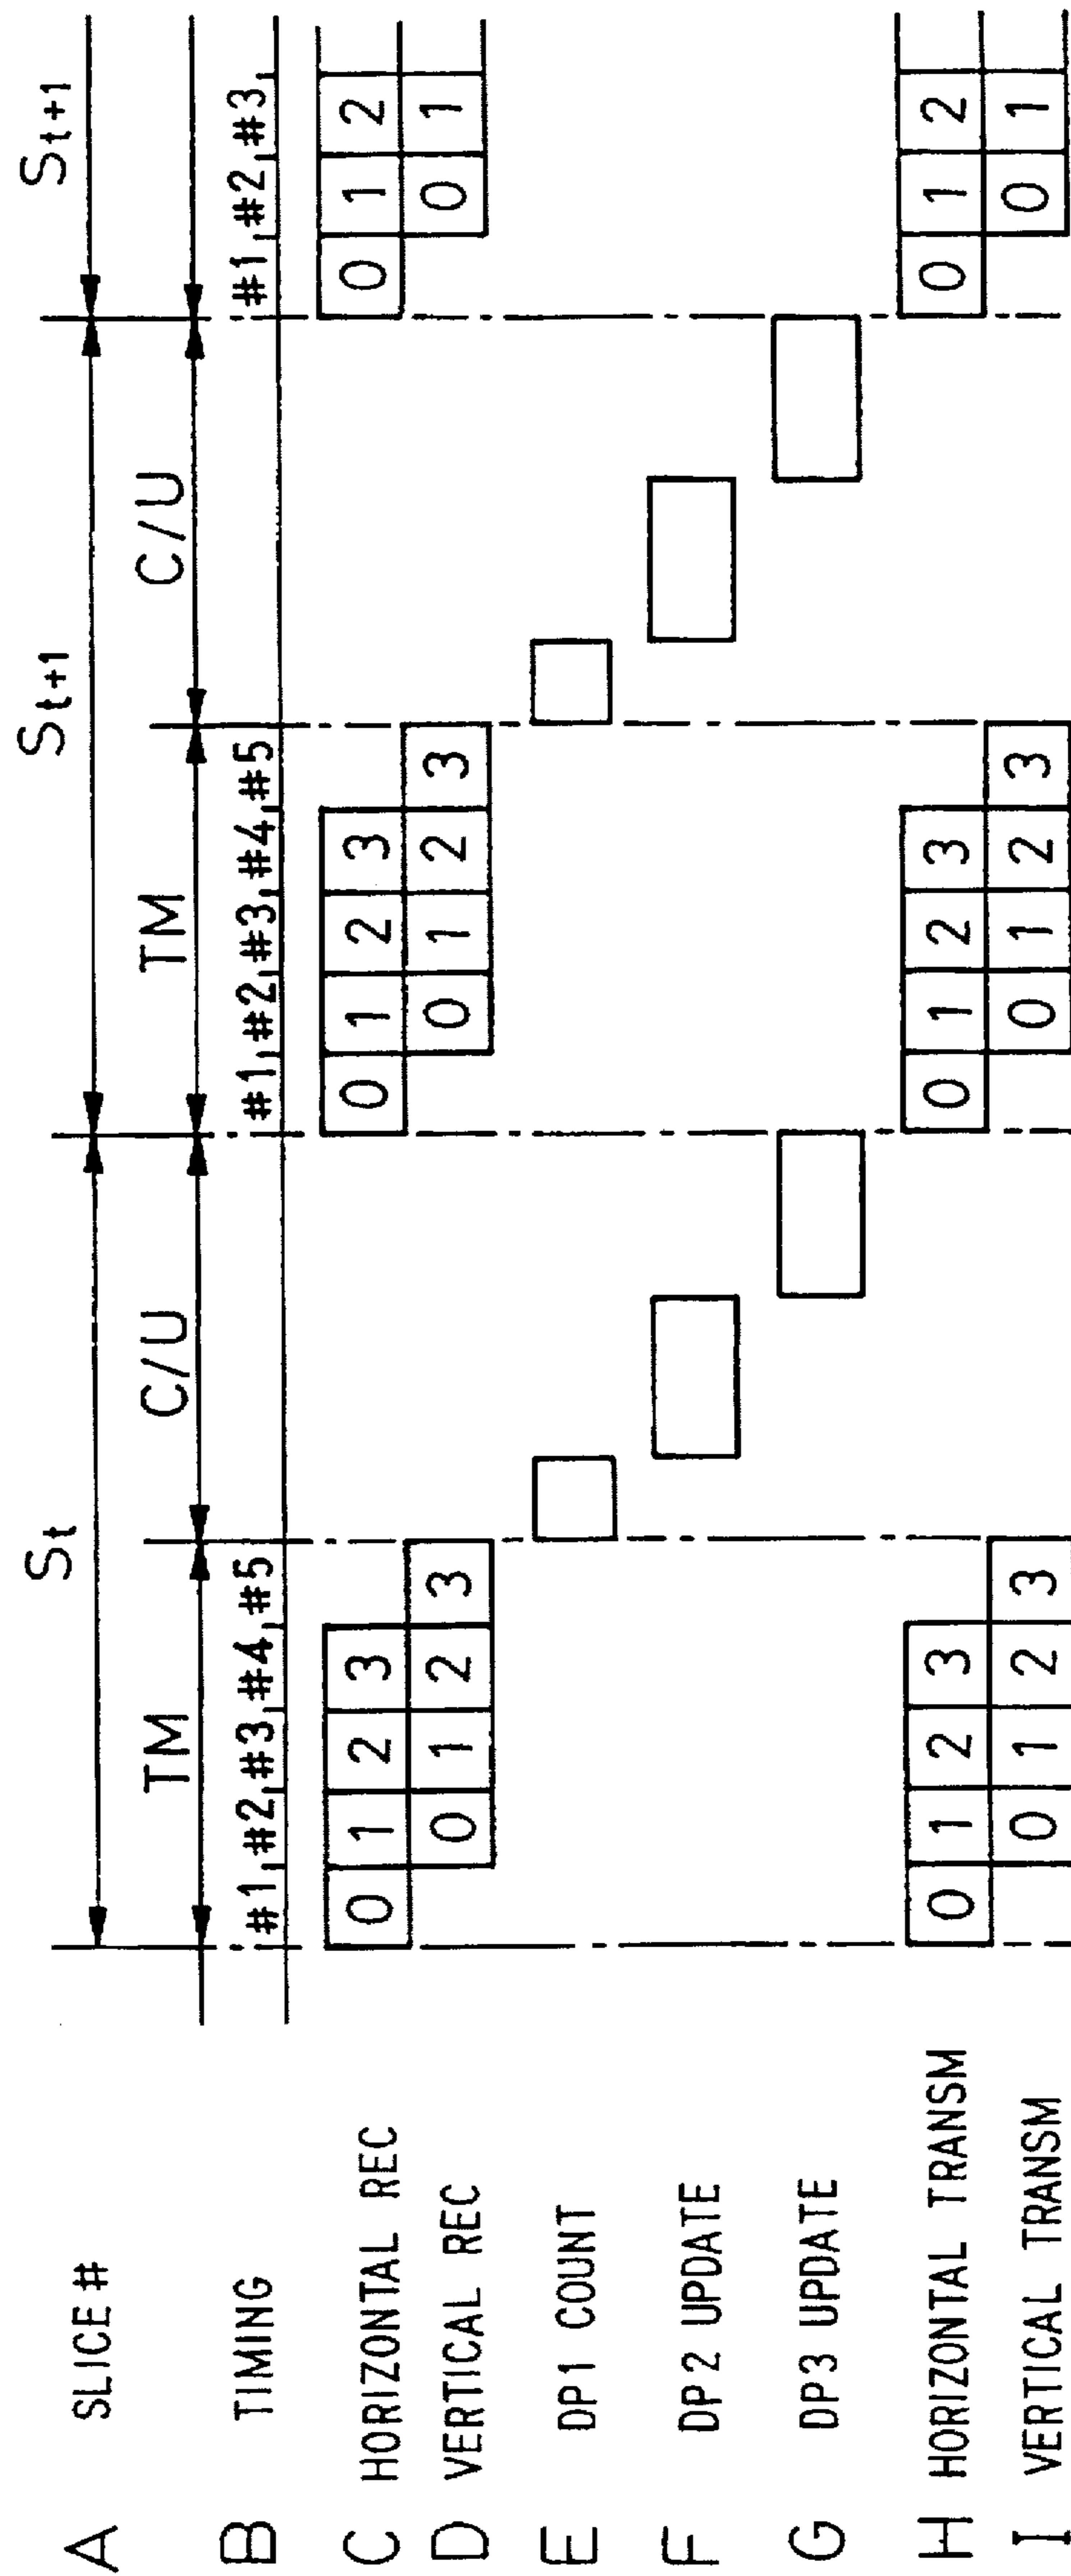 A SLICE# St St+1 St+1
TM C/U TM C/U
B TIMING #1,#2,#3,#4,#5 #1,#2,#3,#4,#5 #1,#2,#3,
C HORIZONTAL REC 0 1 2 3 0 1 2 3 0 1 2
D VERTICAL REC 0 1 2 3 0 1 2 3 0 1
E DP1 COUNT
F DP2 UPDATE
G DP3 UPDATE
H HORIZONTAL TRANSM 0 1 2 3 0 1 2 3 0 1 2
I VERTICAL TRANSM 0 1 2 3 0 1 2 3 0 1